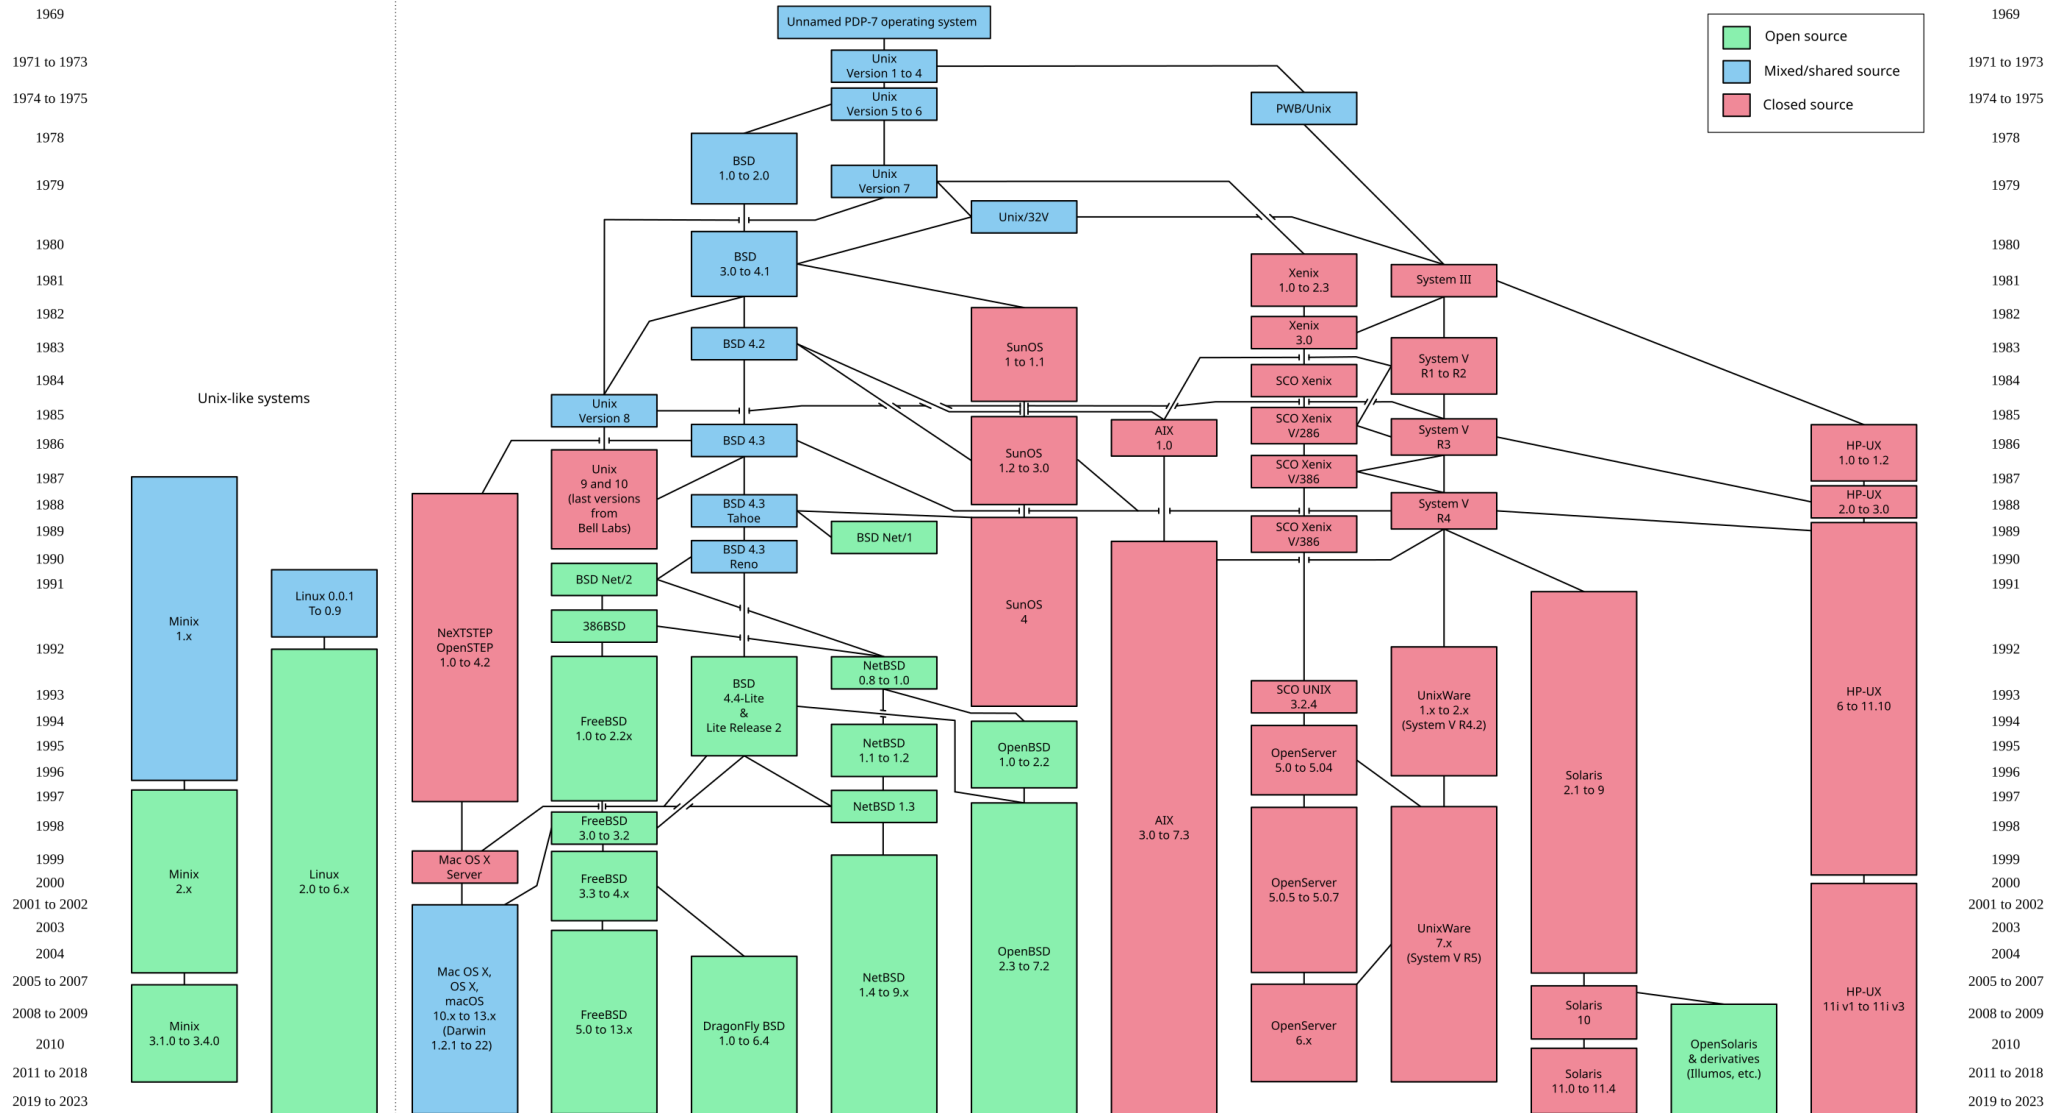 1969
1971 to 1973
1974 to 1975
1978
1979
1980
1981
1982
1983
1984
1985
1986
1987
1988
1989
1990
1991
1992
1993
1994
1995
1996
1997
1998
1999
2000
2001 to 2002
2003
2004
2005 to 2007
2008 to 2009
2010
2011 to 2018
2019 to 2023
Unix-like systems
Minix
1.x
Minix
2.x
Minix
3.1.0 to 3.4.0
Linux 0.0.1
To 0.9
Linux
2.0 to 6.x
Unnamed PDP-7 operating system
Unix
Version 1 to 4
Unix
Version 5 to 6
PWB/Unix
BSD
1.0 to 2.0
Unix
Version 7
Unix/32V
BSD
3.0 to 4.1
Xenix
1.0 to 2.3
System III
SunOS
1 to 1.1
Xenix
3.0
BSD 4.2
System V
R1 to R2
SCO Xenix
Unix
Version 8
SCO Xenix
V/286
AIX
1.0
System V
R3
BSD 4.3
SunOS
1.2 to 3.0
HP-UX
1.0 to 1.2
Unix
9 and 10
(last versions
from
Bell Labs)
SCO Xenix
V/386
HP-UX
2.0 to 3.0
BSD 4.3
Tahoe
System V
R4
BSD Net/1
SCO Xenix
V/386
BSD 4.3
Reno
BSD Net/2
SunOS
4
386BSD
NeXTSTEP
OpenSTEP
1.0 to 4.2
NetBSD
0.8 to 1.0
BSD
4.4-Lite
&
Lite Release 2
FreeBSD
1.0 to 2.2x
SCO UNIX
3.2.4
UnixWare
1.x to 2.x
(System V R4.2)
HP-UX
6 to 11.10
NetBSD
1.1 to 1.2
OpenBSD
1.0 to 2.2
OpenServer
5.0 to 5.04
Solaris
2.1 to 9
NetBSD 1.3
FreeBSD
3.0 to 3.2
AIX
3.0 to 7.3
Mac OS X
Server
FreeBSD
3.3 to 4.x
OpenServer
5.0.5 to 5.0.7
UnixWare
7.x
(System V R5)
OpenBSD
2.3 to 7.2
NetBSD
1.4 to 9.x
Mac OS X,
OS X,
macOS
10.x to 13.x
(Darwin
1.2.1 to 22)
FreeBSD
5.0 to 13.x
DragonFly BSD
1.0 to 6.4
OpenServer
6.x
Solaris
10
HP-UX
11i v1 to 11i v3
OpenSolaris
& derivatives
(Illumos, etc.)
Solaris
11.0 to 11.4
Open source
Mixed/shared source
Closed source
1969
1971 to 1973
1974 to 1975
1978
1979
1980
1981
1982
1983
1984
1985
1986
1987
1988
1989
1990
1991
1992
1993
1994
1995
1996
1997
1998
1999
2000
2001 to 2002
2003
2004
2005 to 2007
2008 to 2009
2010
2011 to 2018
2019 to 2023